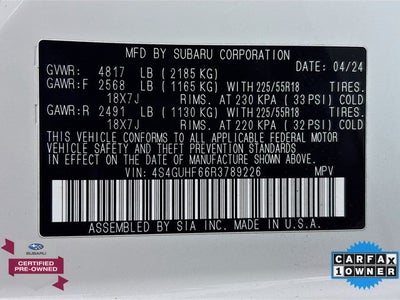 MFD BY SUBARU CORPORATION
GVWR: 4817 LB (2185 KG) DATE: 04/24
GAWR:F 2568 LB (1165 KG) WITH 225/55R18 TIRES.
18X7J RIMS. AT 230 KPA (33 PSI) COLD
GAWR:R 2491 LB (1130 KG) WITH 225/55R18 TIRES.
18X7J RIMS. AT 220 KPA (32 PSI) COLD
THIS VEHICLE CONFORMS TO ALL APPLICABLE FEDERAL MOTOR
VEHICLE SAFETY, BUMPER, AND THEFT PREVENTION
STANDARDS IN EFFECT ON THE DATE OF
MANUFACTURE SHOWN ABOVE.
VIN: 4S4GUHF66R3789226 MPV
ASSEMBLED BY SIA INC. IN U.S.A.
SUBARU
CERTIFIED
PRE-OWNED
CARFAX
1 OWNER